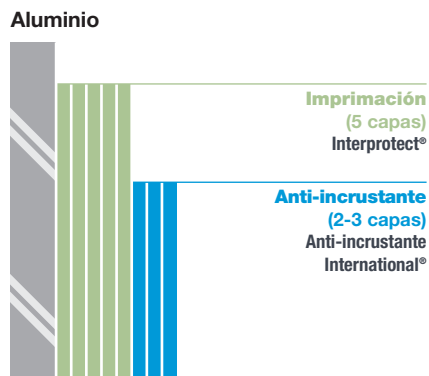 Aluminio
Imprimación
(5 capas)
Interprotect®
Anti-incrustante
(2-3 capas)
Anti-incrustante
International®